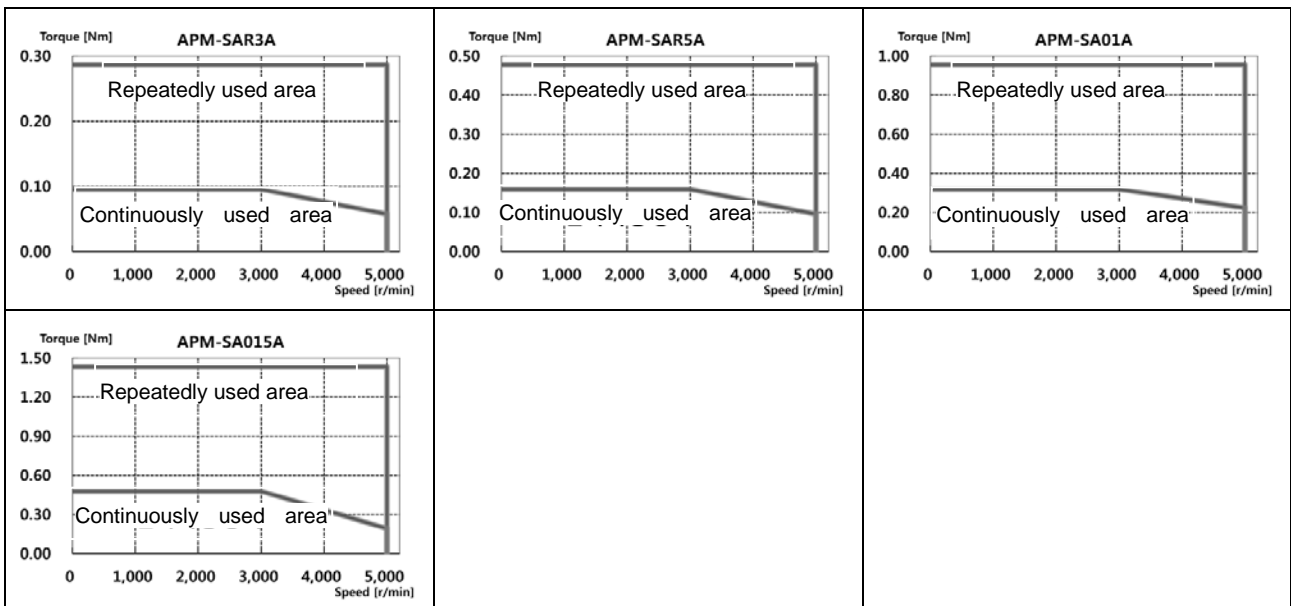 Torque [Nm] APM-SAR3A
0.30
Repeatedly used area
0.20
0.10
Continuously used area
0.00
0 1,000 2,000 3,000 4,000 5,000
Speed [r/min]
Torque [Nm] APM-SAR5A
0.50
Repeatedly used area
0.40
0.30
0.20
Continuously used area
0.10
0.00
0 1,000 2,000 3,000 4,000 5,000
Speed [r/min]
Torque [Nm] APM-SA01A
1.00
Repeatedly used area
0.80
0.60
0.40
Continuously used area
0.20
0.00
0 1,000 2,000 3,000 4,000 5,000
Speed [r/min]
Torque [Nm] APM-SA015A
1.50
Repeatedly used area
1.20
0.90
0.60
Continuously used area
0.30
0.00
0 1,000 2,000 3,000 4,000 5,000
Speed [r/min]